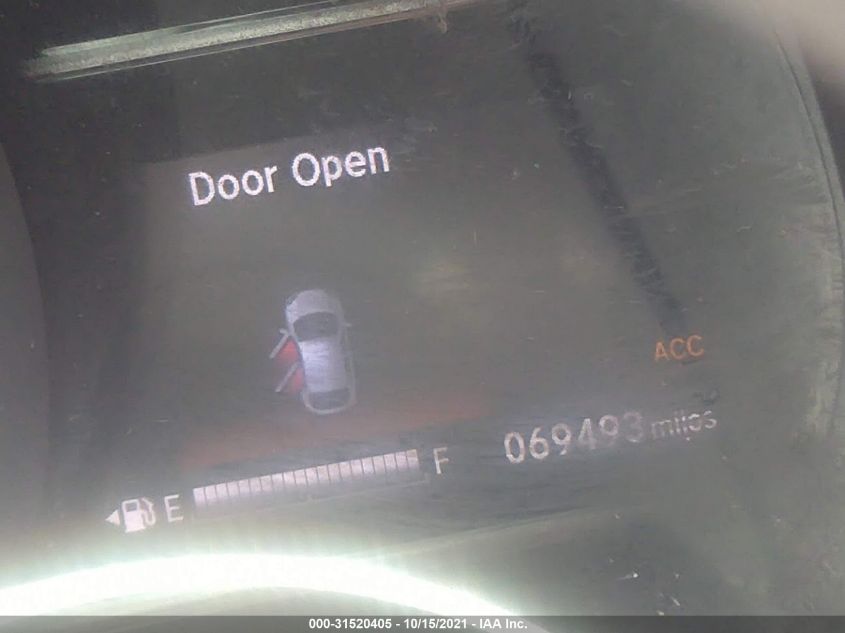 Door Open
ACC
069493 miles
E F
000-31520405 - 10/15/2021 - IAA Inc.